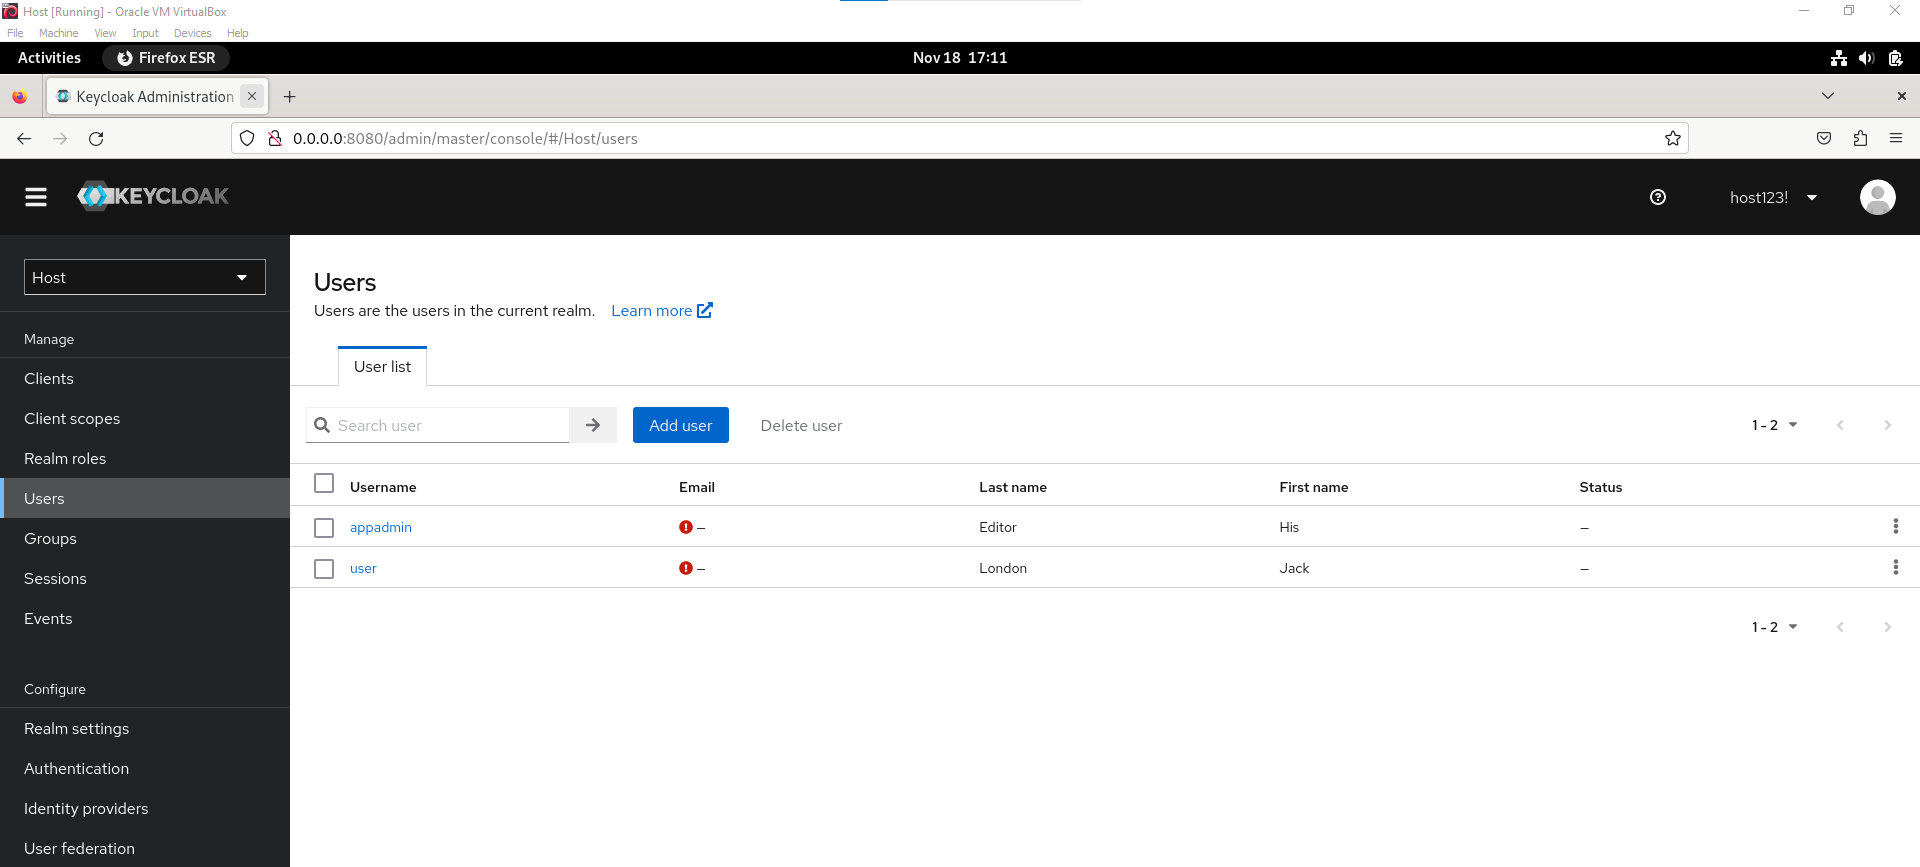 Host [Running] - Oracle VM VirtualBox
File Machine View Input Devices Help
Activities Firefox ESR Nov 18 17:11
Keycloak Administration
0.0.0.0:8080/admin/master/console/#/Host/users
KEYCLOAK host123!
Host
Manage
Clients
Client scopes
Realm roles
Users
Groups
Sessions
Events
Configure
Realm settings
Authentication
Identity providers
User federation
Users
Users are the users in the current realm. Learn more
User list
Search user Add user Delete user 1 - 2
Username Email Last name First name Status
appadmin – Editor His –
user – London Jack –
1 - 2